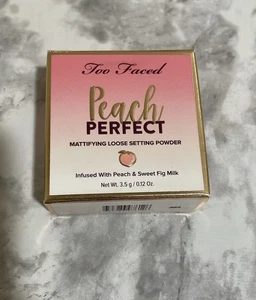 Too Faced
Peach
PERFECT
MATTIFYING LOOSE SETTING POWDER
Infused With Peach & Sweet Fig Milk
Net Wt. 3.5 g / 0.12 Oz.